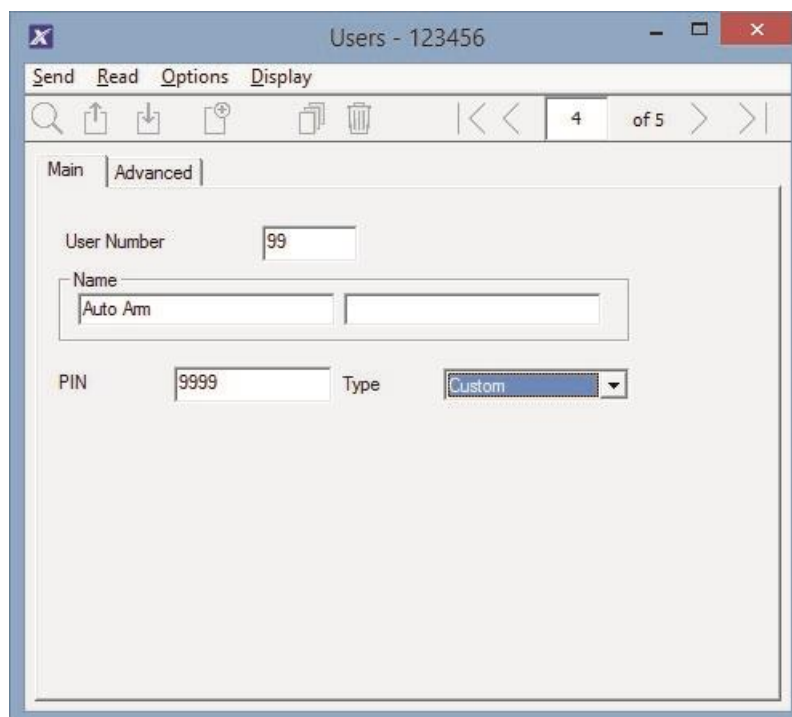 Users - 123456
Send Read Options Display
4 of 5
Main Advanced
User Number 99
Name
Auto Arm
PIN 9999 Type Custom